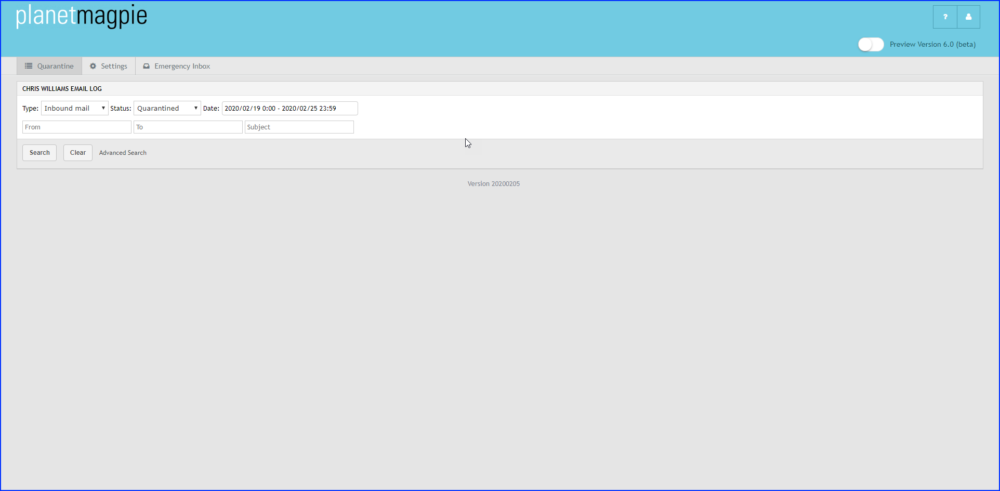 planetmagpie
?
Preview Version 6.0 (beta)
Quarantine Settings Emergency Inbox
CHRIS WILLIAMS EMAIL LOG
Type: Inbound mail Status: Quarantined Date: 2020/02/19 0:00 - 2020/02/25 23:59
From To Subject
Search Clear Advanced Search
Version 20200205